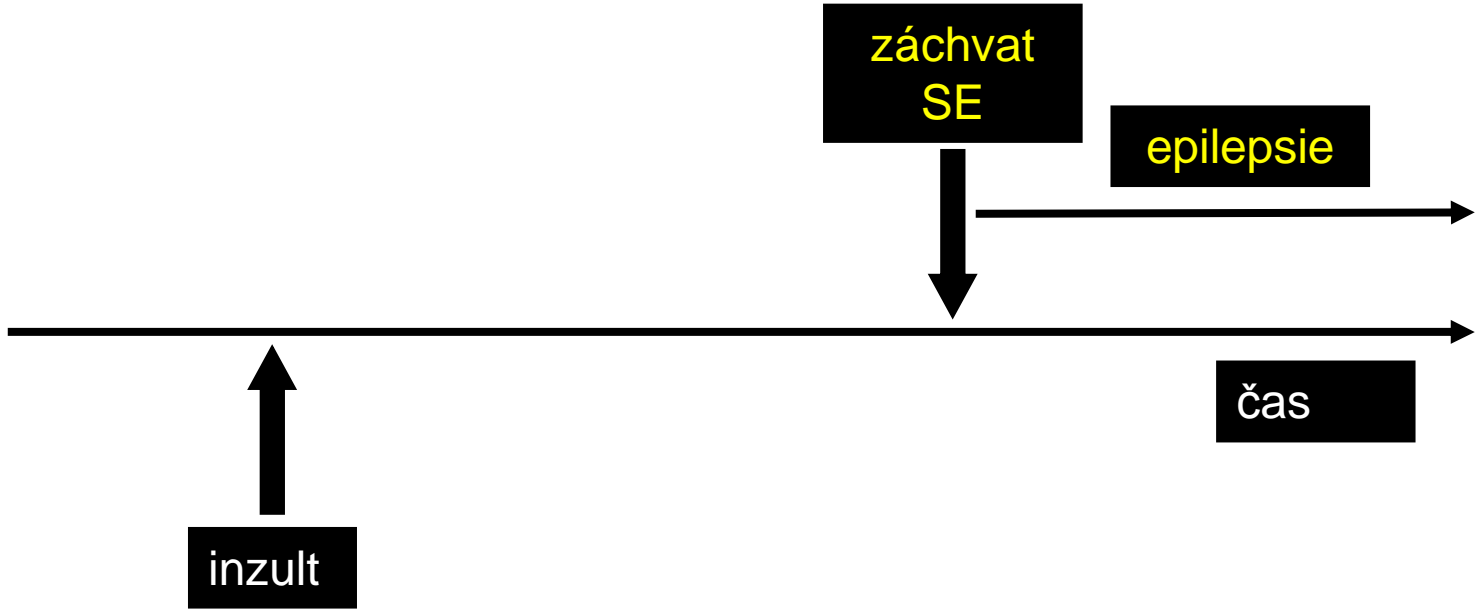 záchvat
SE
epilepsie
čas
inzult